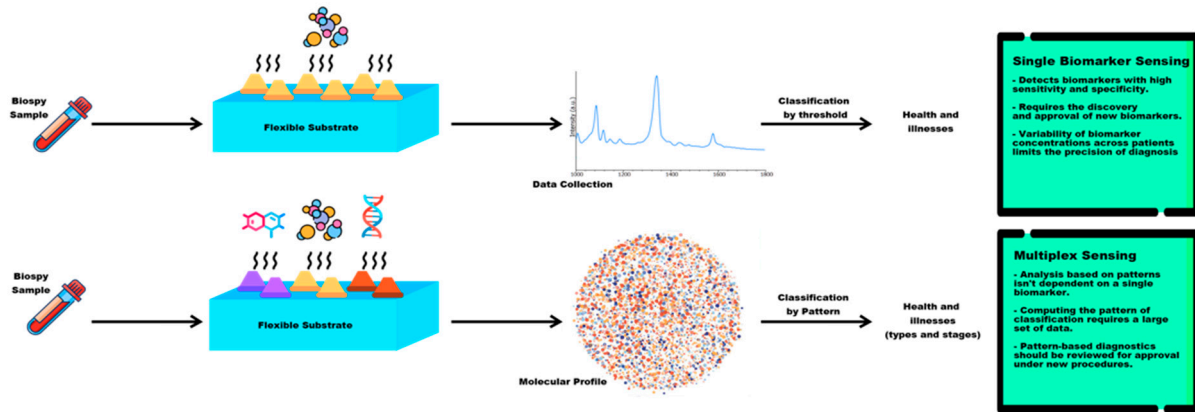 Biospy
Sample
Flexible Substrate
Intensity (a.u.)
1000 1200 1400 1600 1800
Data Collection
Classification
by threshold
Health and
illnesses
Single Biomarker Sensing
- Detects biomarkers with high
sensitivity and specificity.
- Requires the discovery
and approval of new biomarkers.
- Variability of biomarker
concentrations across patients
limits the precision of diagnosis
Biospy
Sample
Flexible Substrate
Molecular Profile
Classification
by Pattern
Health and
illnesses
(types and stages)
Multiplex Sensing
- Analysis based on patterns
isn't dependent on a single
biomarker.
- Computing the pattern of
classification requires a large
set of data.
- Pattern-based diagnostics
should be reviewed for approval
under new procedures.